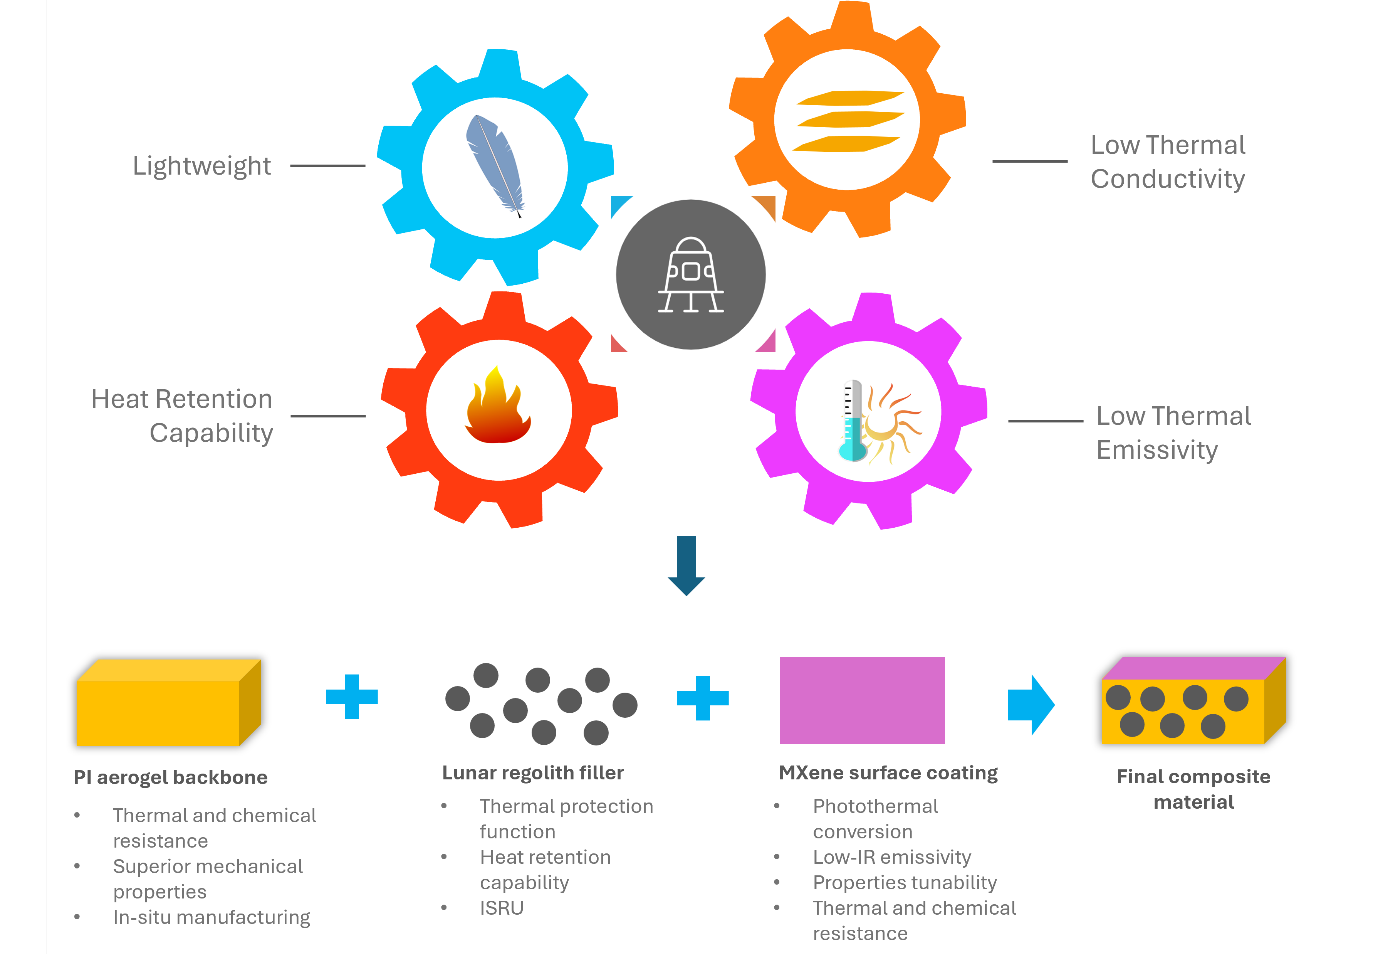 Lightweight
Low Thermal
Conductivity
Heat Retention
Capability
Low Thermal
Emissivity
PI aerogel backbone
• Thermal and chemical
resistance
• Superior mechanical
properties
• In-situ manufacturing
Lunar regolith filler
• Thermal protection
function
• Heat retention
capability
• ISRU
MXene surface coating
• Photothermal
conversion
• Low-IR emissivity
• Properties tunability
• Thermal and chemical
resistance
Final composite
material